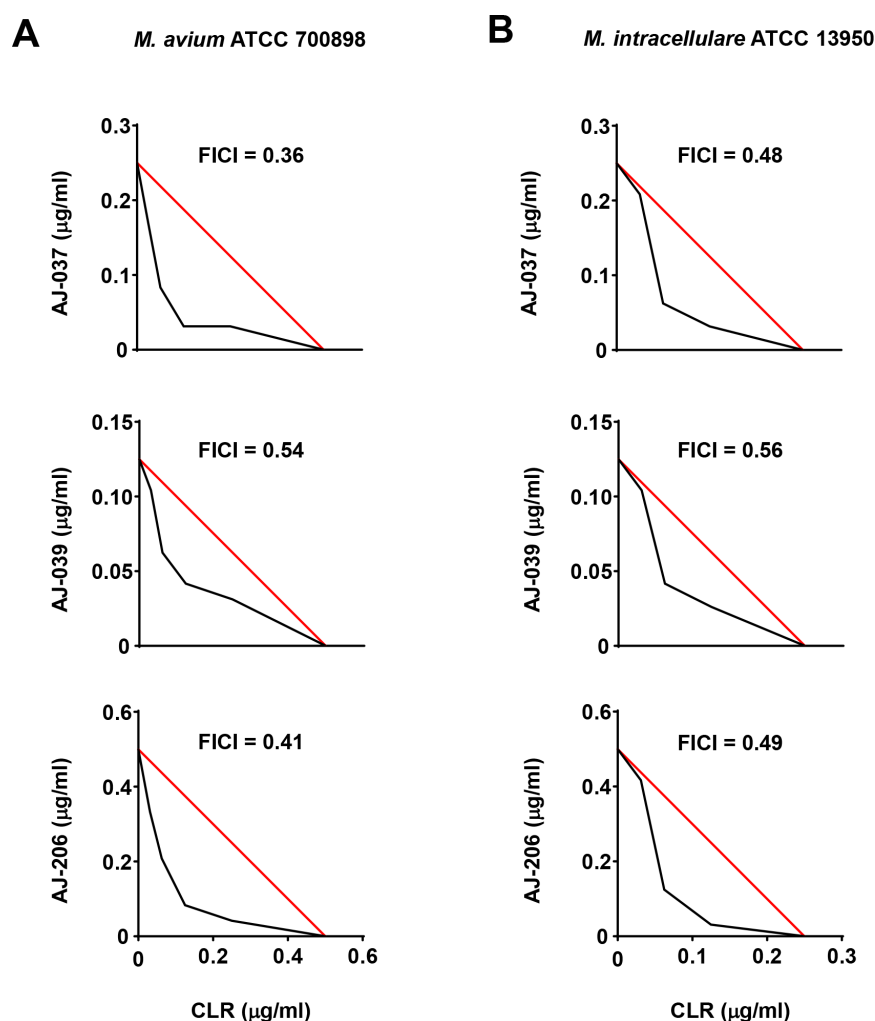 A
M. avium ATCC 700898
B
M. intracellulare ATCC 13950
0.3
0.2
0.1
0
AJ-037 (μg/ml)
FICI = 0.36
0.3
0.2
0.1
0
AJ-037 (μg/ml)
FICI = 0.48
0.15
0.10
0.05
0
AJ-039 (μg/ml)
FICI = 0.54
0.15
0.10
0.05
0
AJ-039 (μg/ml)
FICI = 0.56
0.6
0.4
0.2
0
AJ-206 (μg/ml)
FICI = 0.41
0 0.2 0.4 0.6
CLR (μg/ml)
0.6
0.4
0.2
0
AJ-206 (μg/ml)
FICI = 0.49
0 0.1 0.2 0.3
CLR (μg/ml)